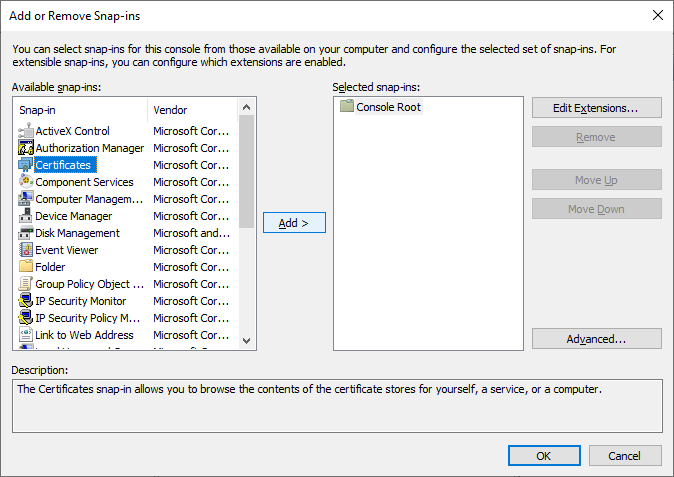 Add or Remove Snap-ins
You can select snap-ins for this console from those available on your computer and configure the selected set of snap-ins. For
extensible snap-ins, you can configure which extensions are enabled.
Available snap-ins:
Snap-in Vendor
ActiveX Control Microsoft Cor...
Authorization Manager Microsoft Cor...
Certificates Microsoft Cor...
Component Services Microsoft Cor...
Computer Managem... Microsoft Cor...
Device Manager Microsoft Cor...
Disk Management Microsoft and...
Event Viewer Microsoft Cor...
Folder Microsoft Cor...
Group Policy Object ... Microsoft Cor...
IP Security Monitor Microsoft Cor...
IP Security Policy M... Microsoft Cor...
Link to Web Address Microsoft Cor...
Add >
Selected snap-ins:
Console Root
Edit Extensions...
Remove
Move Up
Move Down
Advanced...
Description:
The Certificates snap-in allows you to browse the contents of the certificate stores for yourself, a service, or a computer.
OK
Cancel